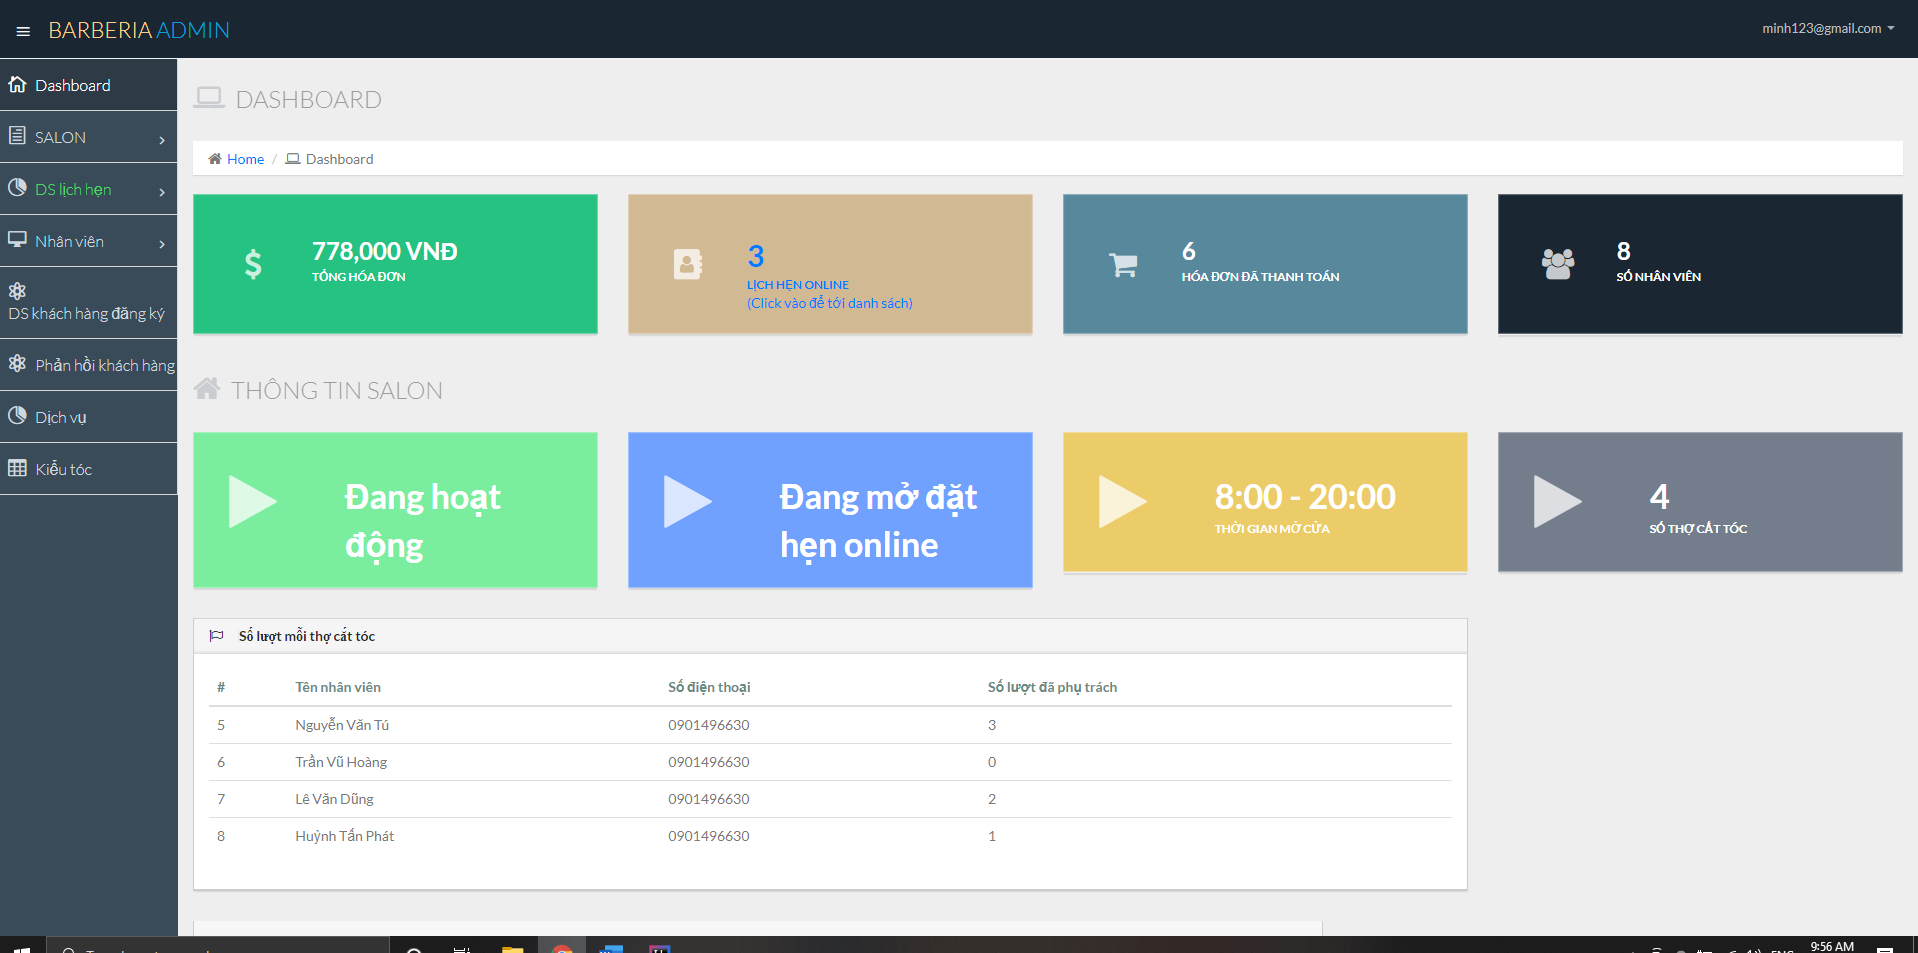 BARBERIA ADMIN
minh123@gmail.com
Dashboard
SALON
DS lịch hẹn
Nhân viên
DS khách hàng đăng ký
Phản hồi khách hàng
Dịch vụ
Kiểu tóc
DASHBOARD
Home / Dashboard
778,000 VNĐ
TỔNG HÓA ĐƠN
3
LỊCH HẸN ONLINE
(Click vào để tới danh sách)
6
HÓA ĐƠN ĐÃ THANH TOÁN
8
SỐ NHÂN VIÊN
THÔNG TIN SALON
Đang hoạt
động
Đang mở đặt
hẹn online
8:00 - 20:00
THỜI GIAN MỞ CỬA
4
SỐ THỢ CẮT TÓC
Số lượt mỗi thợ cắt tóc
# Tên nhân viên Số điện thoại Số lượt đã phụ trách
5 Nguyễn Văn Tú 0901496630 3
6 Trần Vũ Hoàng 0901496630 0
7 Lê Văn Dũng 0901496630 2
8 Huỳnh Tấn Phát 0901496630 1
9:56 AM